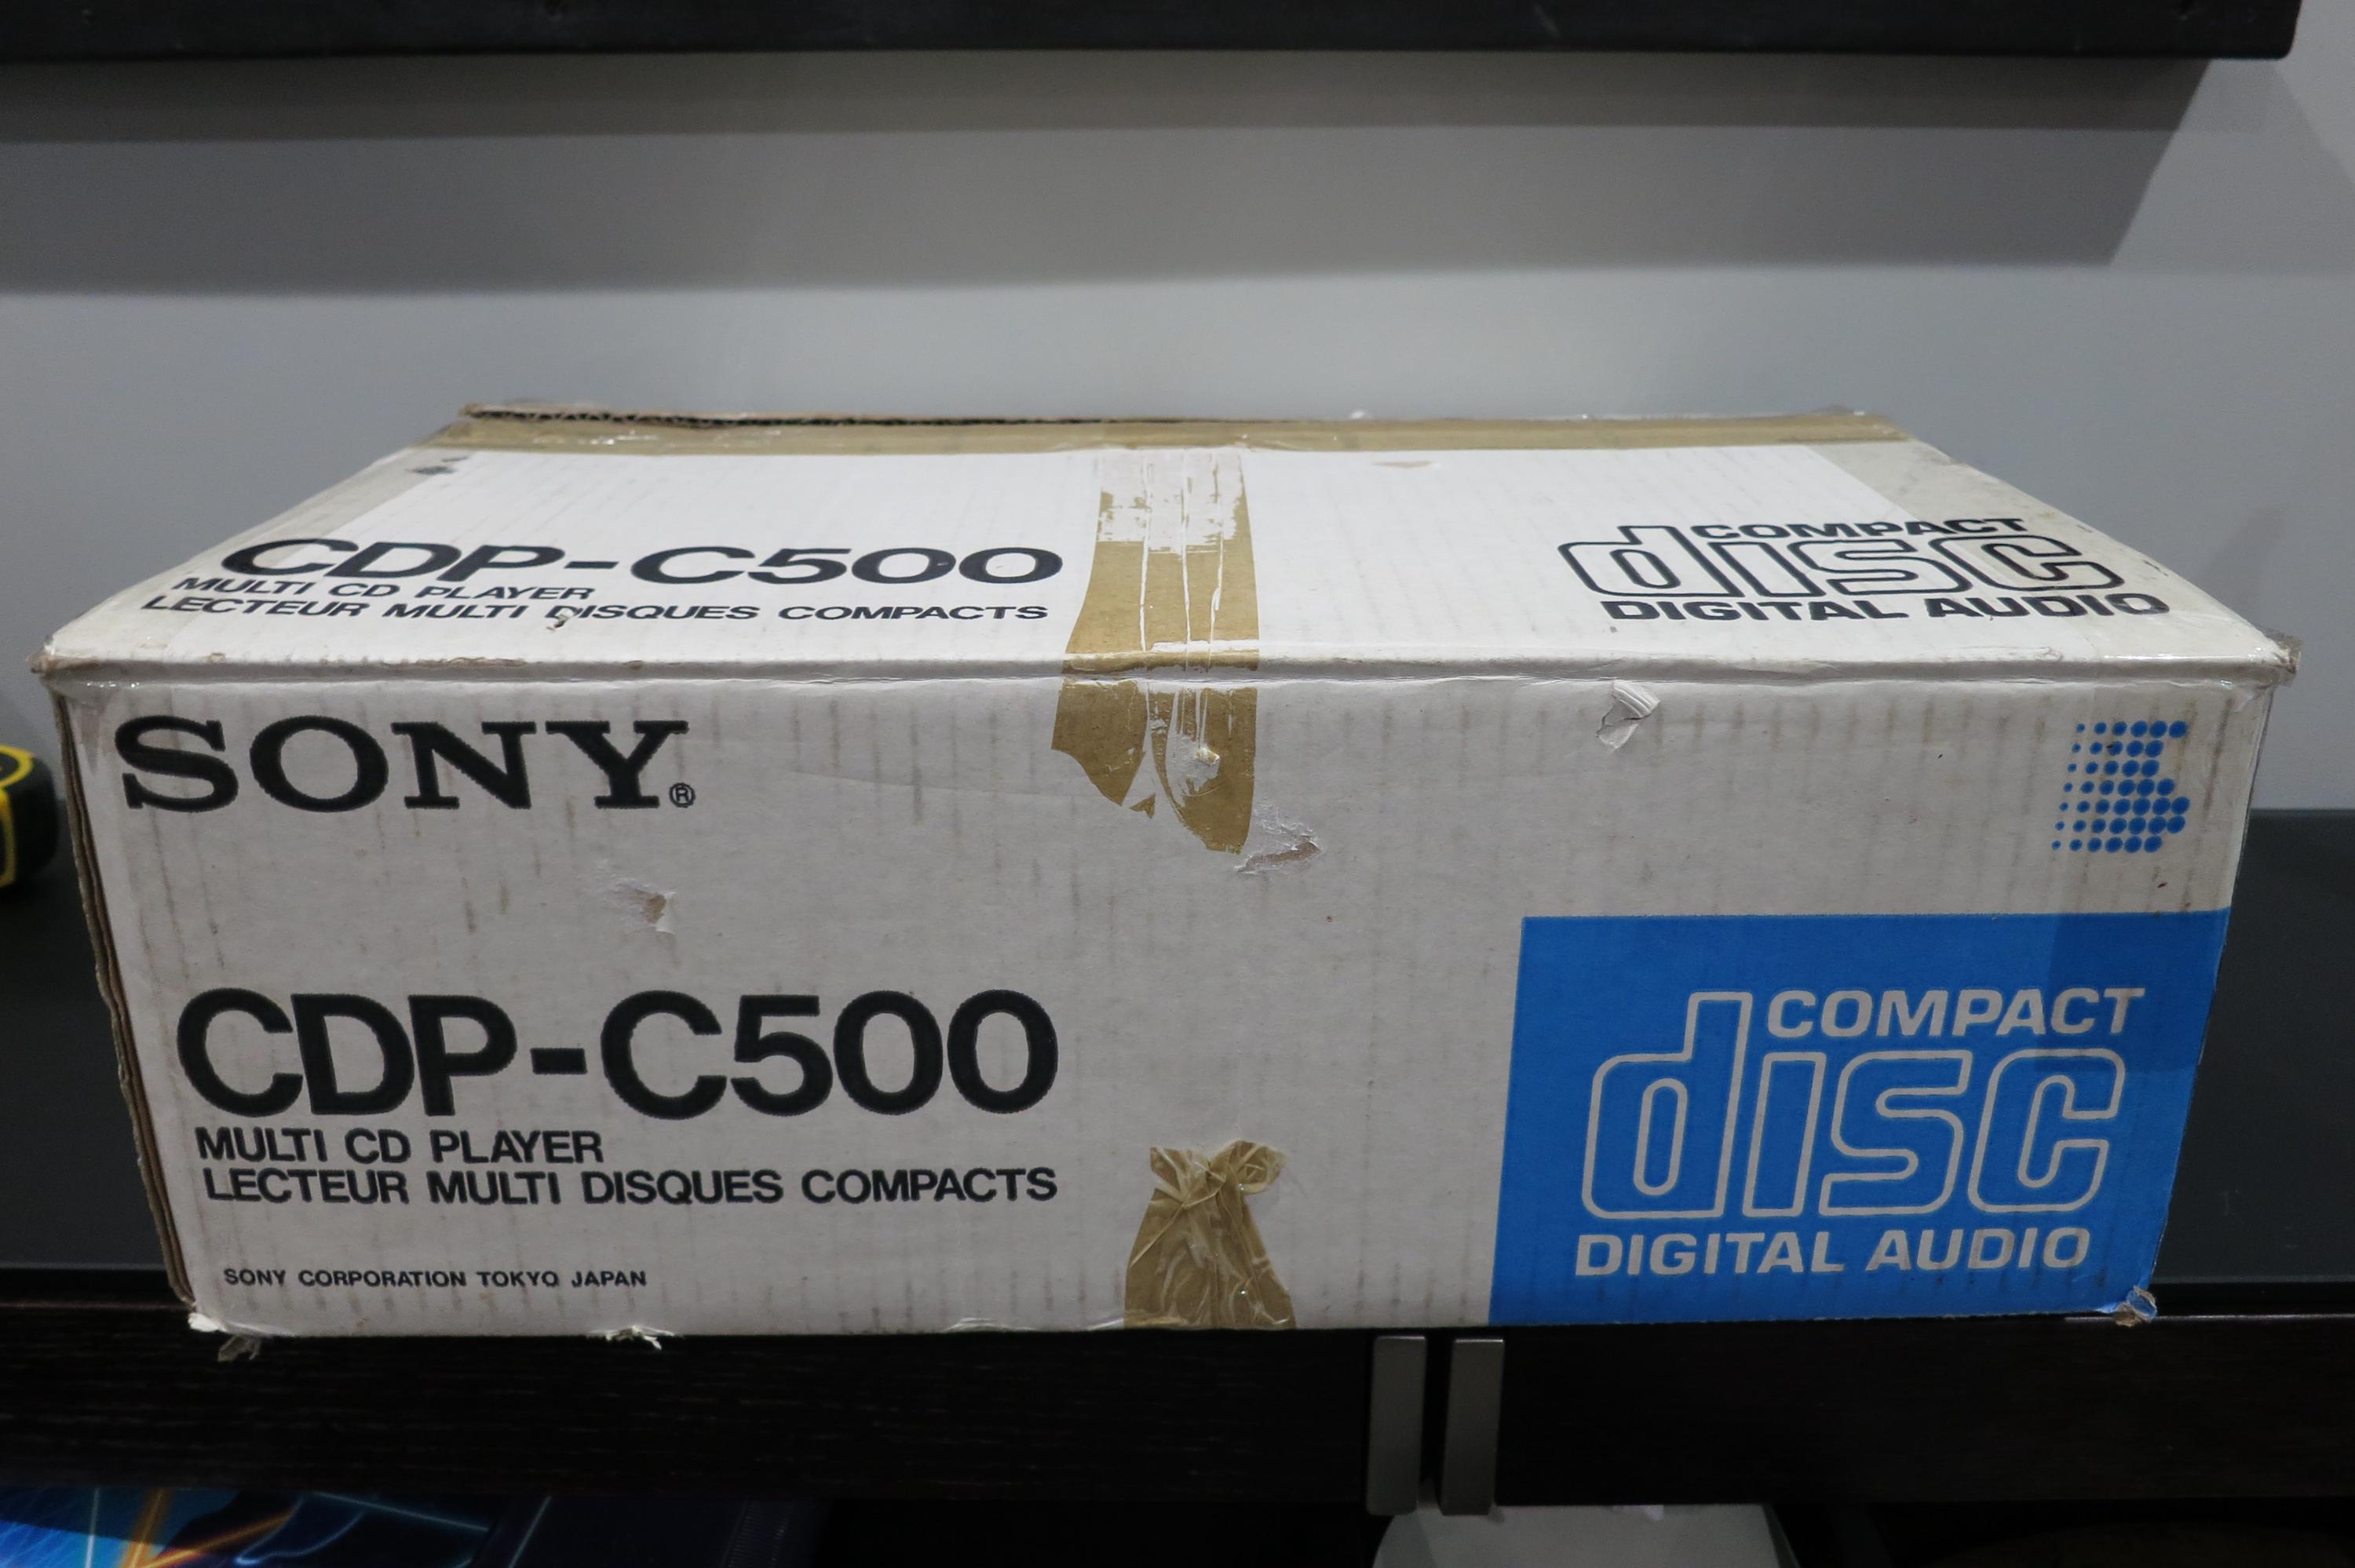 CDP-C500
MULTI CD PLAYER
LECTEUR MULTI DISQUES COMPACTS
COMPACT
disc
DIGITAL AUDIO
SONY®
CDP-C500
MULTI CD PLAYER
LECTEUR MULTI DISQUES COMPACTS
SONY CORPORATION TOKYO JAPAN
COMPACT
disc
DIGITAL AUDIO